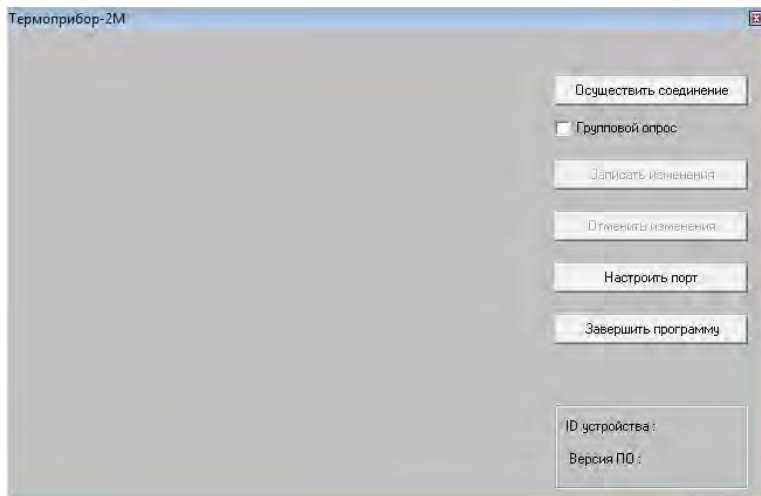 Термоприбор-2М
Осуществить соединение
Групповой опрос
Записать изменения
Отменить изменения
Настроить порт
Завершить программу
ID устройства :
Версия ПО :